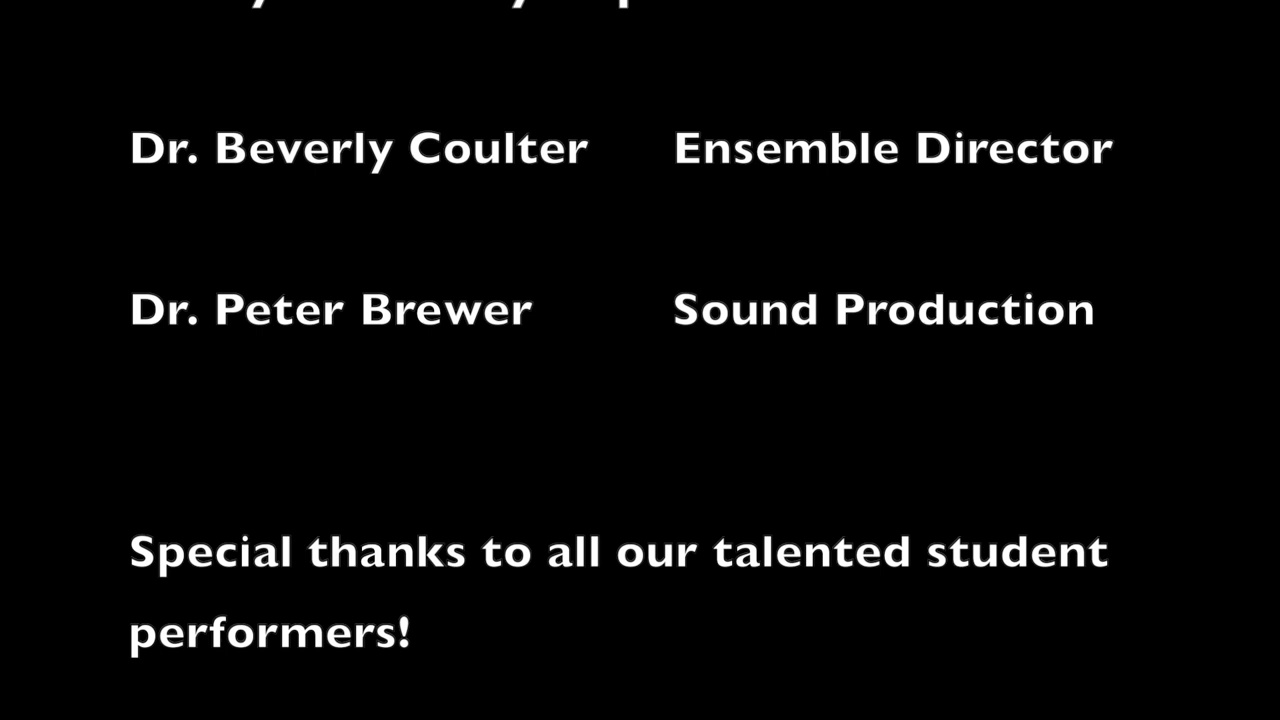 Dr. Beverly Coulter Ensemble Director
Dr. Peter Brewer Sound Production
Special thanks to all our talented student
performers!